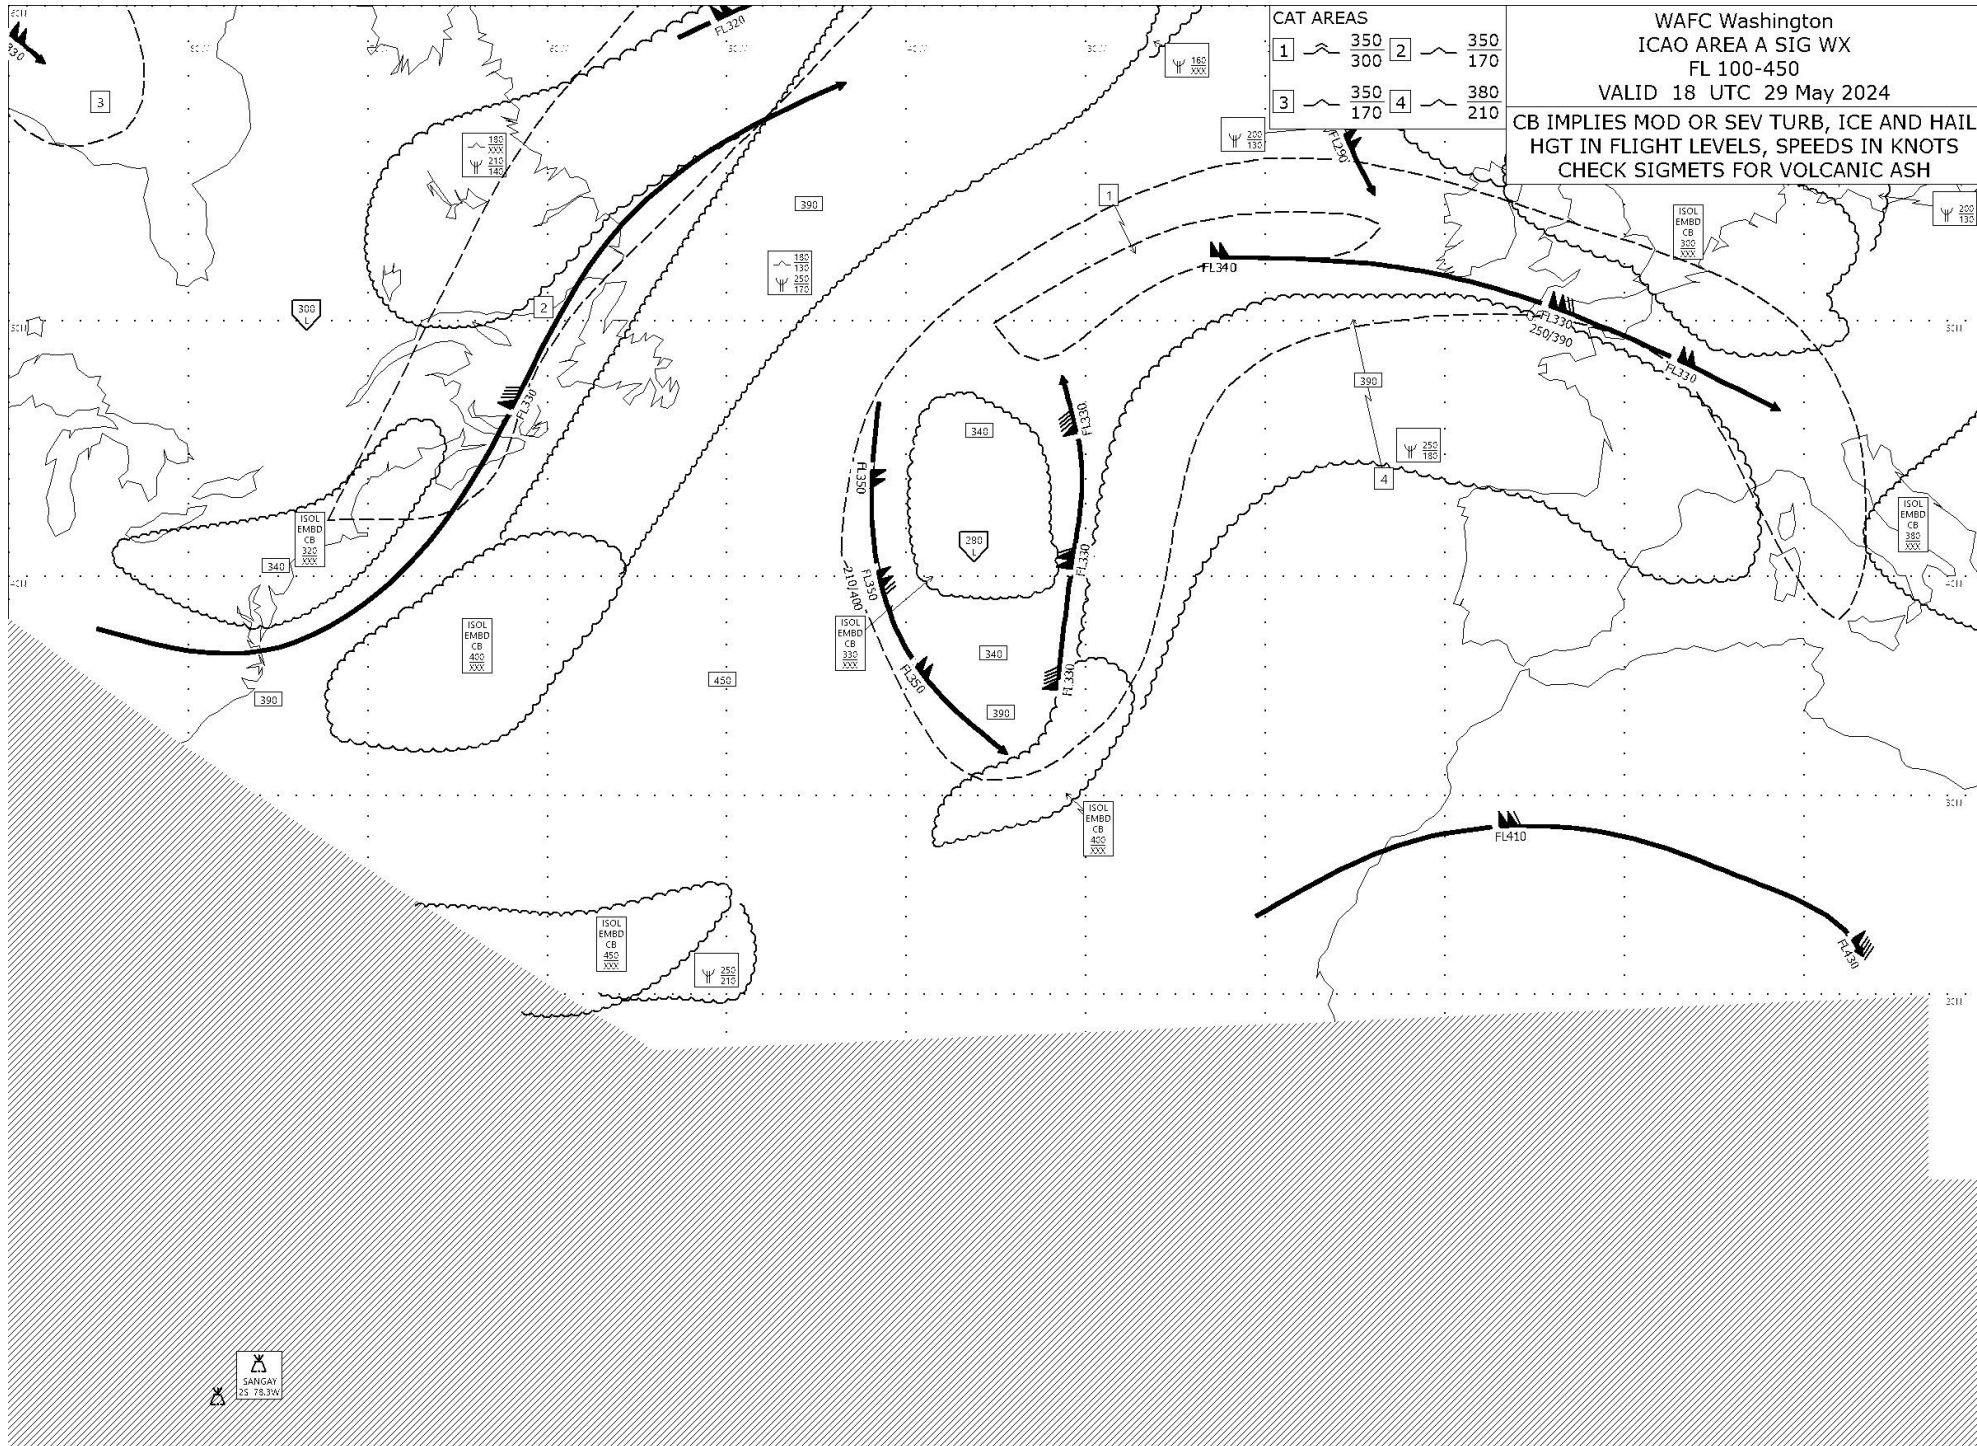 CAT AREAS
1 350
300
2 350
170
3 350
170
4 380
210
WAFC Washington
ICAO AREA A SIG WX
FL 100-450
VALID 18 UTC 29 May 2024
CB IMPLIES MOD OR SEV TURB, ICE AND HAIL
HGT IN FLIGHT LEVELS, SPEEDS IN KNOTS
CHECK SIGMETS FOR VOLCANIC ASH
FL320
160
XXX
3
200
130
FL290
180
XXX
210
140
390
1
ISOL
EMBD
CB
300
XXX
200
130
180
130
250
170
FL340
300
L
2
FL330
250/390
FL330
390
FL330
FL330
340
250
180
FL350
4
ISOL
EMBD
CB
320
XXX
ISOL
EMBD
CB
380
XXX
280
L
340
FL330
FL350
210/400
ISOL
EMBD
CB
400
XXX
ISOL
EMBD
CB
330
XXX
340
FL350
FL330
450
390
390
ISOL
EMBD
CB
400
XXX
FL410
ISOL
EMBD
CB
450
XXX
FL430
250
210
SANGAY
2S 78.3W